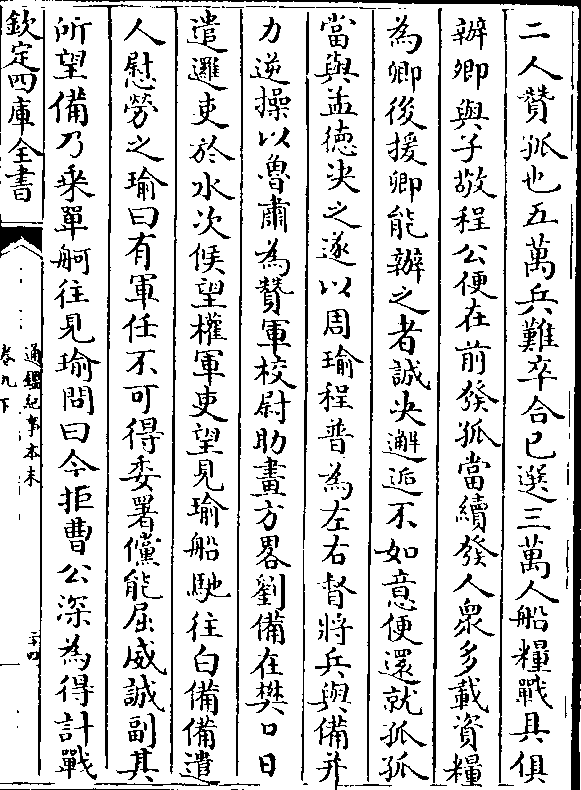 二人贊孤也五萬兵難卒合已選三萬人船糧戰具俱
辦卿與子敬程公便在前發孤當續發人衆多載資糧
為卿後援卿能辦之者誠决邂逅不如意便還就孤孤
當與孟德决之遂以周瑜程普為左右督將兵與備并
力逆操以魯肅為贊軍校尉助畫方畧劉備在樊口日
遣邏吏於水次候望權軍吏望見瑜船馳往白備備遣
人慰勞之瑜曰有軍任不可得委署儻能屈威誠副其
所望備乃乗單舸往見瑜問曰今拒曹公深為得計戰
欽定四庫全書
通鑑紀事本末
卷九下
三四